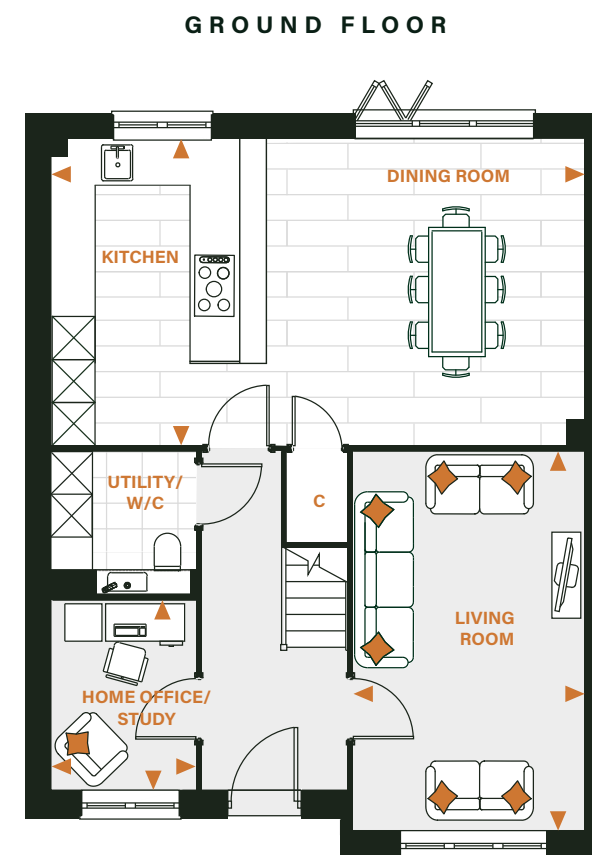 GROUND FLOOR
DINING ROOM
KITCHEN
UTILITY/
W/C
C
LIVING
ROOM
HOME OFFICE/
STUDY